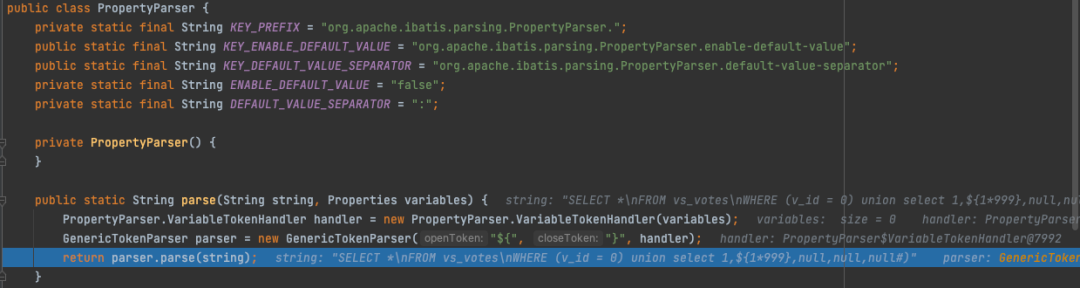 public class PropertyParser {
private static final String KEY_PREFIX = "org.apache.ibatis.parsing.PropertyParser.";
public static final String KEY_ENABLE_DEFAULT_VALUE = "org.apache.ibatis.parsing.PropertyParser.enable-default-value";
public static final String KEY_DEFAULT_VALUE_SEPARATOR = "org.apache.ibatis.parsing.PropertyParser.default-value-separator";
private static final String ENABLE_DEFAULT_VALUE = "false";
private static final String DEFAULT_VALUE_SEPARATOR = ":";
private PropertyParser() {
}
public static String parse(String string, Properties variables) { string: "SELECT *\nFROM vs_votes\nWHERE (v_id = 0) union select 1,${1*999},null,nul
PropertyParser.VariableTokenHandler handler = new PropertyParser.VariableTokenHandler(variables); variables: size = 0 handler: PropertyParser
GenericTokenParser parser = new GenericTokenParser( openToken: "${", closeToken: "}", handler); handler: PropertyParser$VariableTokenHandler@7992
return parser.parse(string); string: "SELECT *\nFROM vs_votes\nWHERE (v_id = 0) union select 1,${1*999},null,null,null#)" parser: GenericToken
}